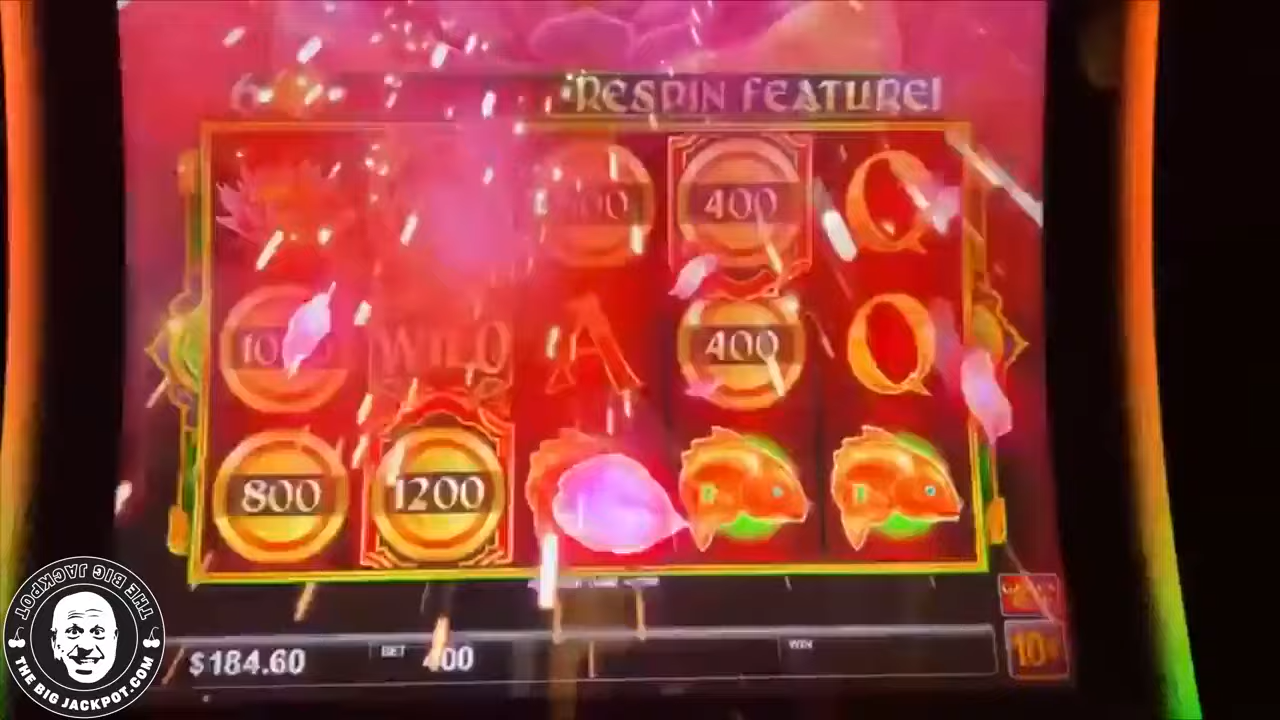 RESPIN FEATURE!
400 Q
WILD A 400 Q
800 1200
$184.60 BET 400 WIN
10¢
THE BIG JACKPOT
THE BIG JACKPOT.COM